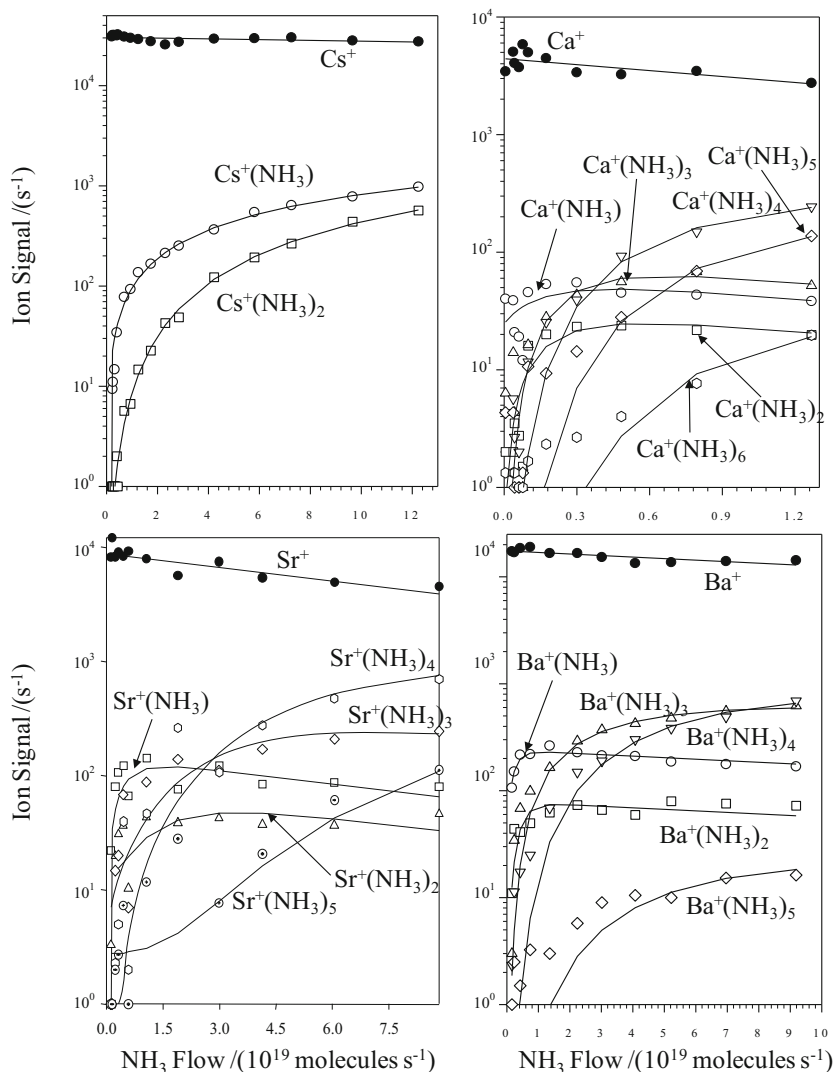 Ion Signal /(s⁻¹)
10⁴
10³
10²
10¹
10⁰
Cs⁺
Cs⁺(NH₃)
Cs⁺(NH₃)₂
0 2 4 6 8 10 12
10⁴
10³
10²
10¹
10⁰
Ca⁺
Ca⁺(NH₃)₅
Ca⁺(NH₃)₃
Ca⁺(NH₃)₄
Ca⁺(NH₃)
Ca⁺(NH₃)₂
Ca⁺(NH₃)₆
0.0 0.3 0.6 0.9 1.2
Ion Signal /(s⁻¹)
10⁴
10³
10²
10¹
10⁰
Sr⁺
Sr⁺(NH₃)₄
Sr⁺(NH₃)
Sr⁺(NH₃)₃
Sr⁺(NH₃)₂
Sr⁺(NH₃)₅
0.0 1.5 3.0 4.5 6.0 7.5
NH₃ Flow /(10¹⁹ molecules s⁻¹)
10⁴
10³
10²
10¹
10⁰
Ba⁺
Ba⁺(NH₃)
Ba⁺(NH₃)₃
Ba⁺(NH₃)₄
Ba⁺(NH₃)₂
Ba⁺(NH₃)₅
0 1 2 3 4 5 6 7 8 9 10
NH₃ Flow /(10¹⁹ molecules s⁻¹)